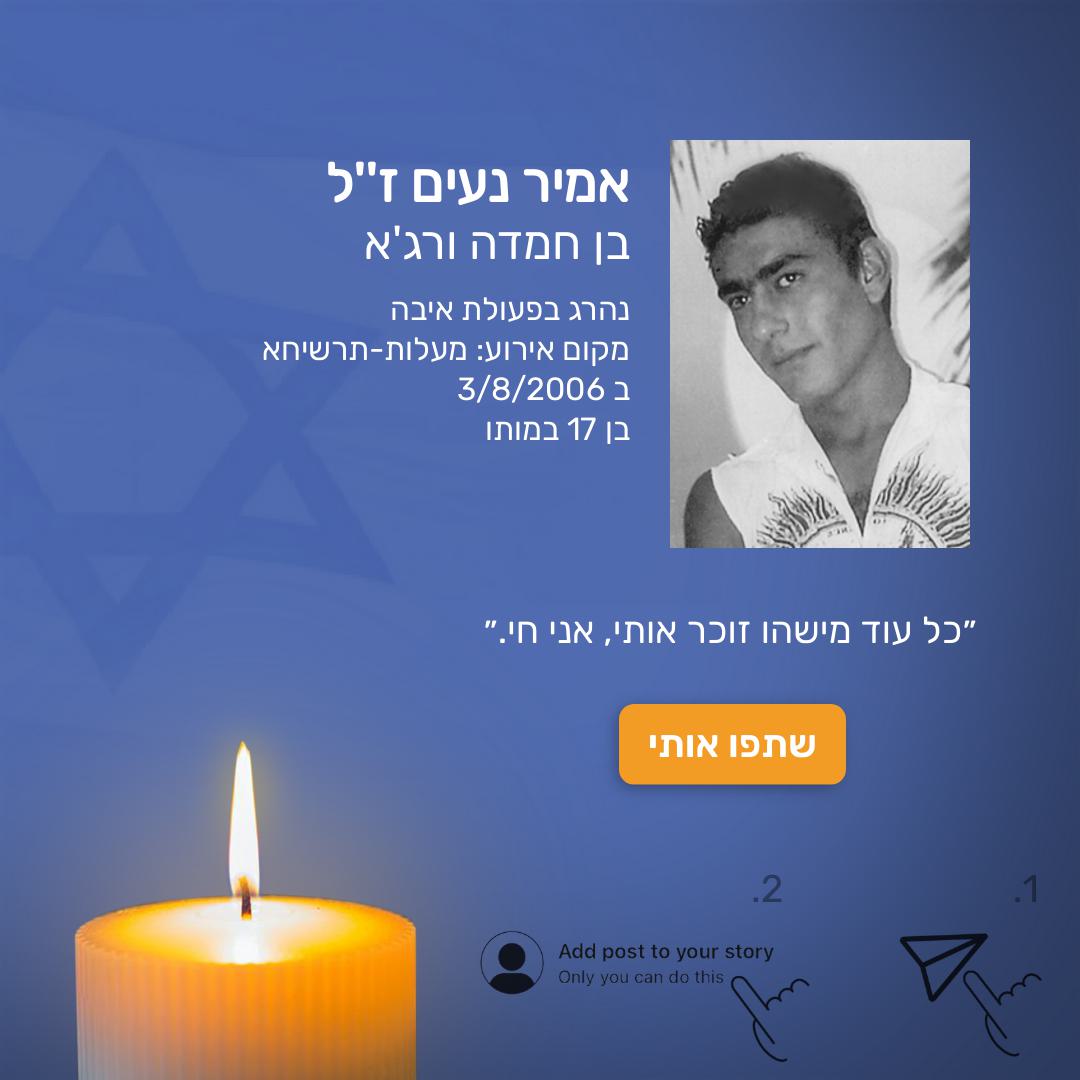 אמיר נעים ז"ל
בן חמדה ורג'א
נהרג בפעולת איבה
מקום אירוע: מעלות-תרשיחא
ב 3/8/2006
בן 17 במותו
״כל עוד מישהו זוכר אותי, אני חי.״
שתפו אותי
1.
2.
Add post to your story
Only you can do this